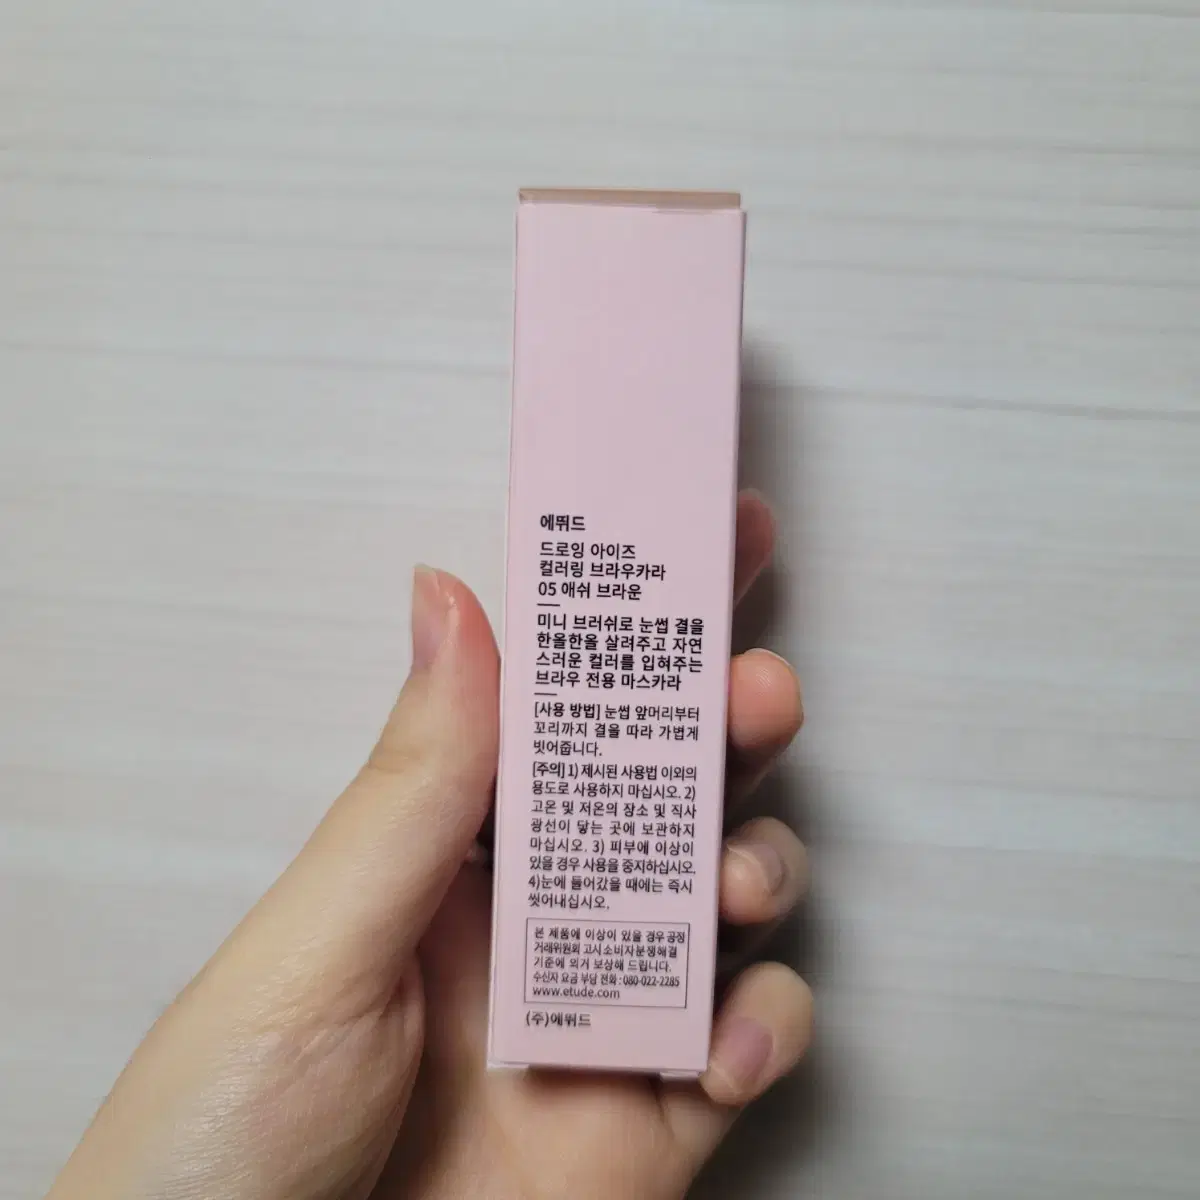 에뛰드
드로잉 아이즈
컬러링 브라우카라
05 애쉬 브라운
미니 브러쉬로 눈썹 결을
한올한올 살려주고 자연
스러운 컬러를 입혀주는
브라우 전용 마스카라
[사용 방법] 눈썹 앞머리부터
꼬리까지 결을 따라 가볍게
빗어줍니다.
[주의] 1) 제시된 사용법 이외의
용도로 사용하지 마십시오. 2)
고온 및 저온의 장소 및 직사
광선이 닿는 곳에 보관하지
마십시오. 3) 피부에 이상이
있을 경우 사용을 중지하십시오.
4)눈에 들어갔을 때에는 즉시
씻어내십시오.
본 제품에 이상이 있을 경우 공정
거래위원회 고시 소비자분쟁해결
기준에 의거 보상해 드립니다.
수신자 요금 부담 전화 : 080-022-2285
www.etude.com
(주)에뛰드